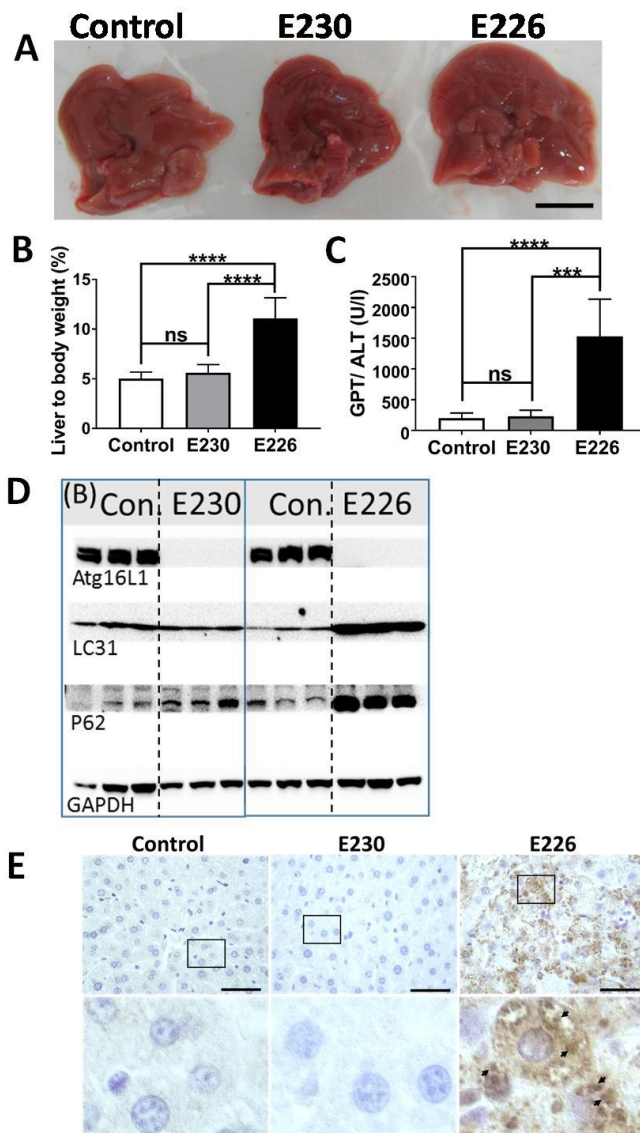 Control E230 E226
A
B
Liver to body weight (%)
15
10
5
0
****
****
ns
Control E230 E226
C
GPT/ ALT (U/I)
2500
2000
1500
1000
500
0
****
***
ns
Control E230 E226
D
(B) Con. E230 Con. E226
Atg16L1
LC31
P62
GAPDH
Control E230 E226
E